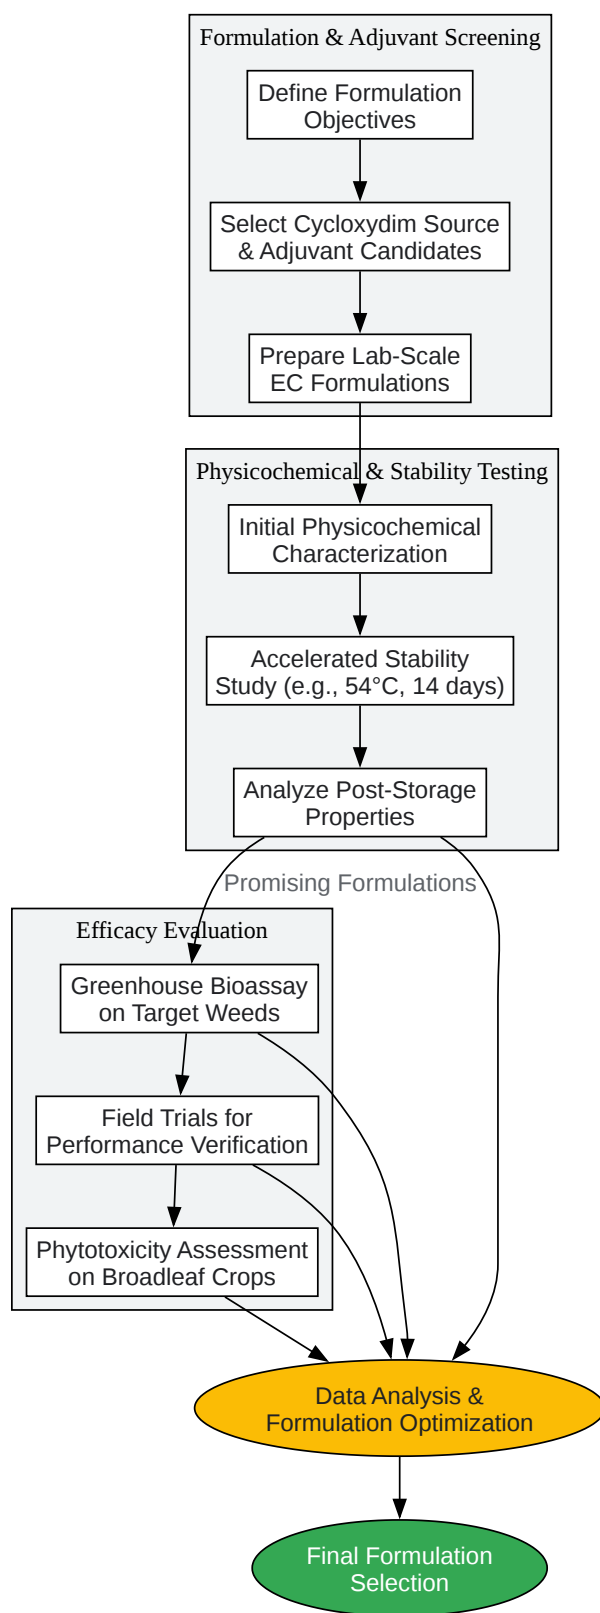 Formulation & Adjuvant Screening
Define Formulation
Objectives
Select Cycloxydim Source
& Adjuvant Candidates
Prepare Lab-Scale
EC Formulations
Physicochemical & Stability Testing
Initial Physicochemical
Characterization
Accelerated Stability
Study (e.g., 54°C, 14 days)
Analyze Post-Storage
Properties
Promising Formulations
Efficacy Evaluation
Greenhouse Bioassay
on Target Weeds
Field Trials for
Performance Verification
Phytotoxicity Assessment
on Broadleaf Crops
Data Analysis &
Formulation Optimization
Final Formulation
Selection